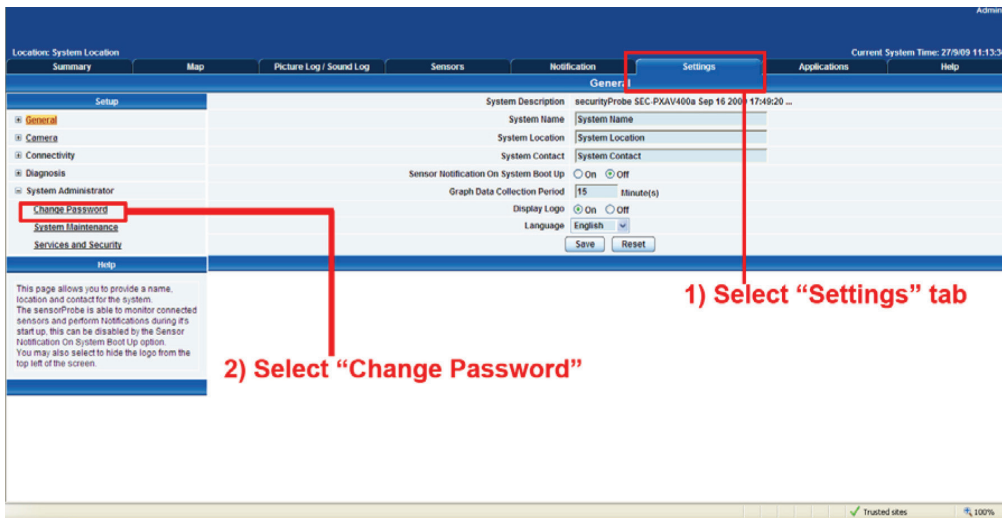 Admin
Location: System Location
Current System Time: 27/9/09 11:13:3
Summary Map Picture Log / Sound Log Sensors Notification Settings Applications Help
General
Setup
General
Camera
Connectivity
Diagnosis
System Administrator
Change Password
System Maintenance
Services and Security
Help
This page allows you to provide a name,
location and contact for the system.
The sensorProbe is able to monitor connected
sensors and perform Notifications during it's
start up, this can be disabled by the Sensor
Notification On System Boot Up option.
You may also select to hide the logo from the
top left of the screen.
System Description securityProbe SEC-PXAV400a Sep 16 2009 17:49:20 ...
System Name System Name
System Location System Location
System Contact System Contact
Sensor Notification On System Boot Up On Off
Graph Data Collection Period 15 Minute(s)
Display Logo On Off
Language English
Save Reset
1) Select “Settings” tab
2) Select “Change Password”
Trusted sites 100%